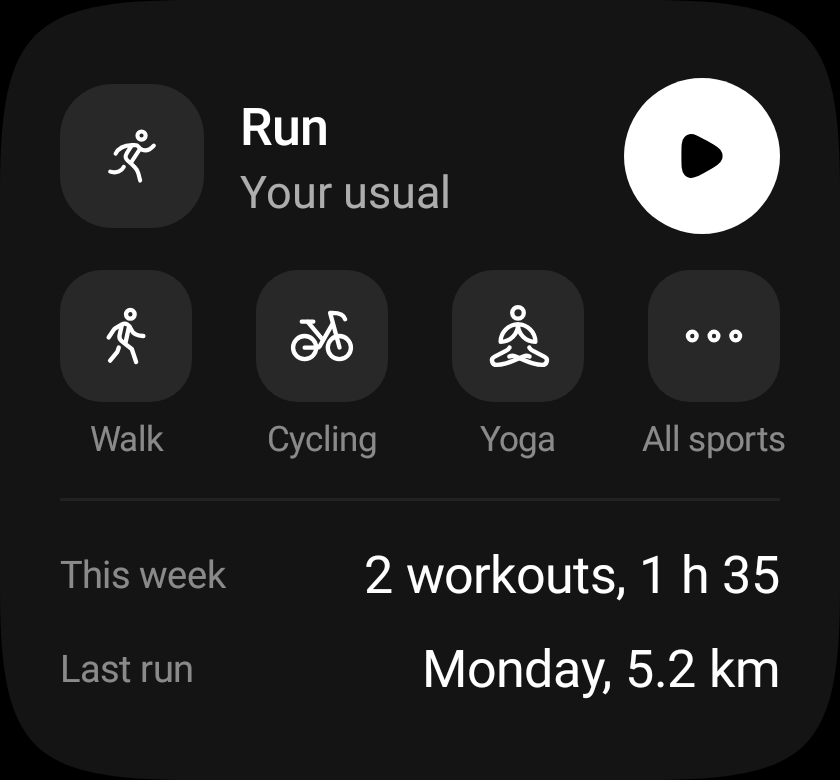 Run
Your usual
Walk
Cycling
Yoga
All sports
This week
2 workouts, 1 h 35
Last run
Monday, 5.2 km